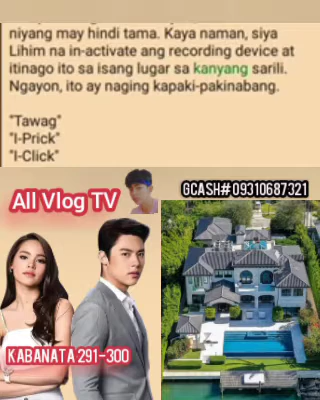 niyang may hindi tama. Kaya naman, siya
Lihim na in-activate ang recording device at
itinago ito sa isang lugar sa kanyang sarili.
Ngayon, ito ay naging kapaki-pakinabang.
"Tawag"
"I-Prick"
"I-Click"
All Vlog TV
GCASH# 09310687321
KABANATA 291-300